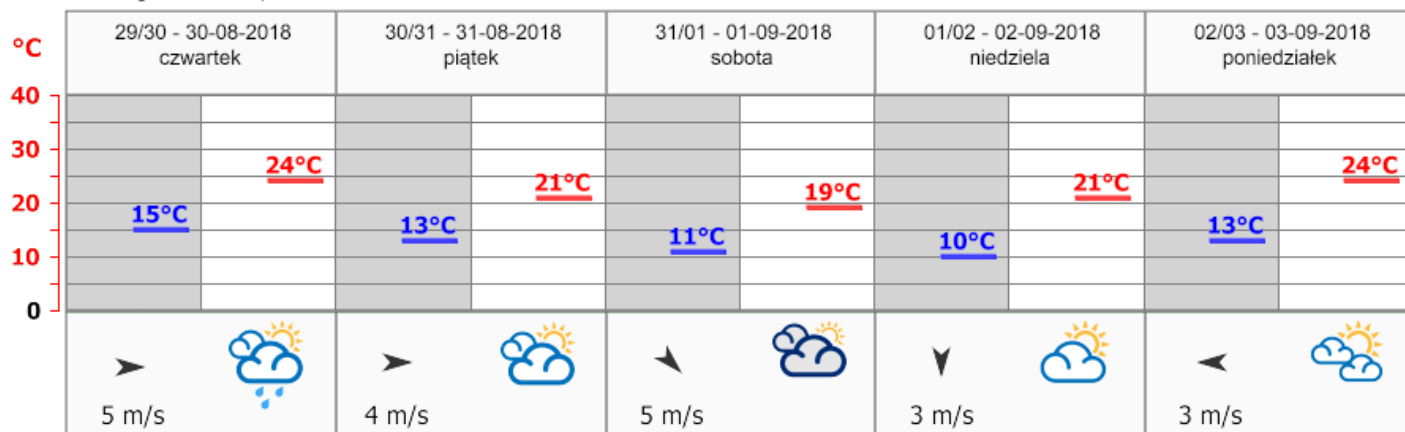 29/30 - 30-08-2018
czwartek
30/31 - 31-08-2018
piątek
31/01 - 01-09-2018
sobota
01/02 - 02-09-2018
niedziela
02/03 - 03-09-2018
poniedziałek
°C
40
30
20
10
0
15°C
24°C
13°C
21°C
11°C
19°C
10°C
21°C
13°C
24°C
5 m/s
4 m/s
5 m/s
3 m/s
3 m/s